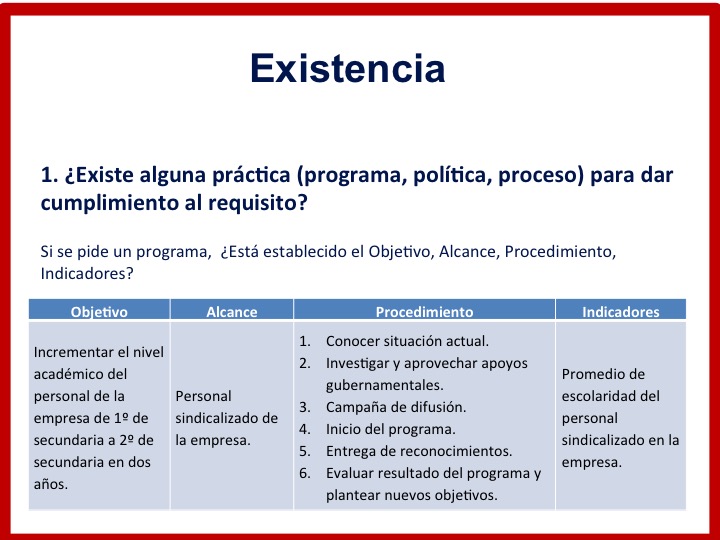 Existencia
1. ¿Existe alguna práctica (programa, política, proceso) para dar
cumplimiento al requisito?
Si se pide un programa,  ¿Está establecido el Objetivo, Alcance, Procedimiento,
Indicadores?
Objetivo
Alcance
Procedimiento
Indicadores
Incrementar el nivel
académico del
personal de la
empresa de 1º de
secundaria a 2º de
secundaria en dos
años.
Personal
sindicalizado de
la empresa.
1. Conocer situación actual.
2. Investigar y aprovechar apoyos
gubernamentales.
3. Campaña de difusión.
4. Inicio del programa.
5. Entrega de reconocimientos.
6. Evaluar resultado del programa y
plantear nuevos objetivos.
Promedio de
escolaridad del
personal
sindicalizado en la
empresa.